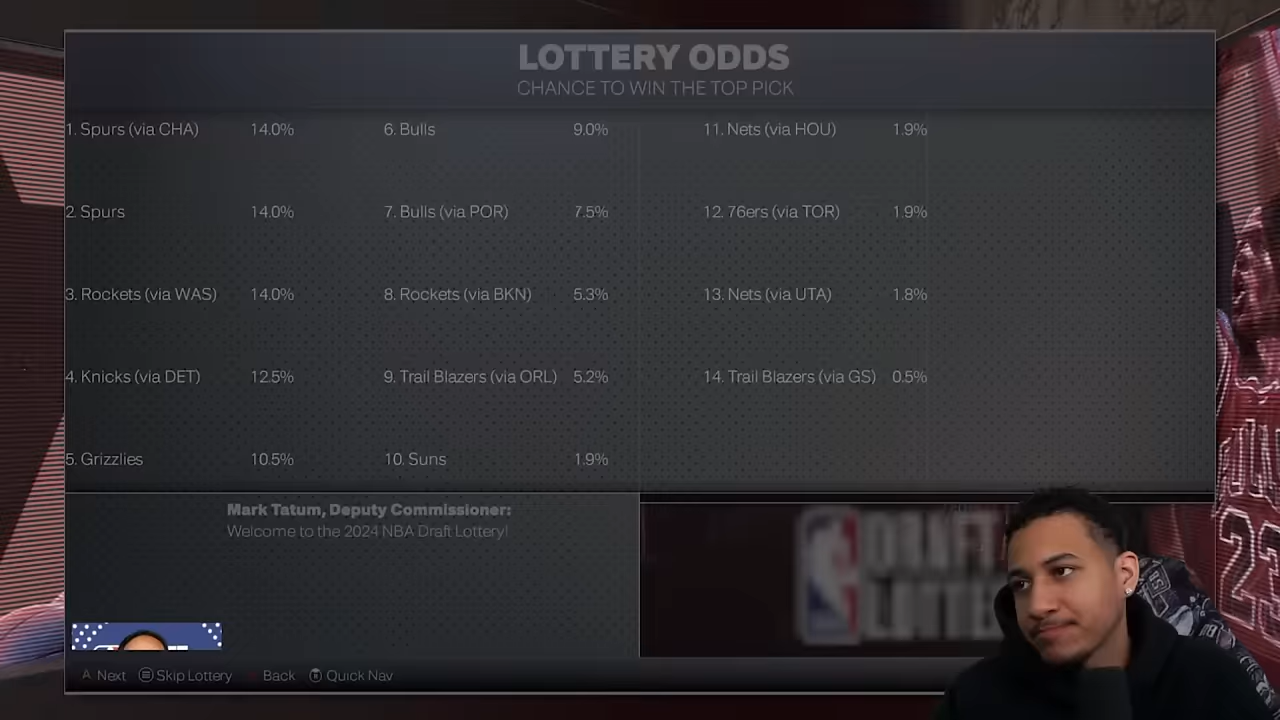 LOTTERY ODDS
CHANCE TO WIN THE TOP PICK
1. Spurs (via CHA) 14.0%
2. Spurs 14.0%
3. Rockets (via WAS) 14.0%
4. Knicks (via DET) 12.5%
5. Grizzlies 10.5%
6. Bulls 9.0%
7. Bulls (via POR) 7.5%
8. Rockets (via BKN) 5.3%
9. Trail Blazers (via ORL) 5.2%
10. Suns 1.9%
11. Nets (via HOU) 1.9%
12. 76ers (via TOR) 1.9%
13. Nets (via UTA) 1.8%
14. Trail Blazers (via GS) 0.5%
Mark Tatum, Deputy Commissioner:
Welcome to the 2024 NBA Draft Lottery!
A Next Skip Lottery Back Quick Nav
23